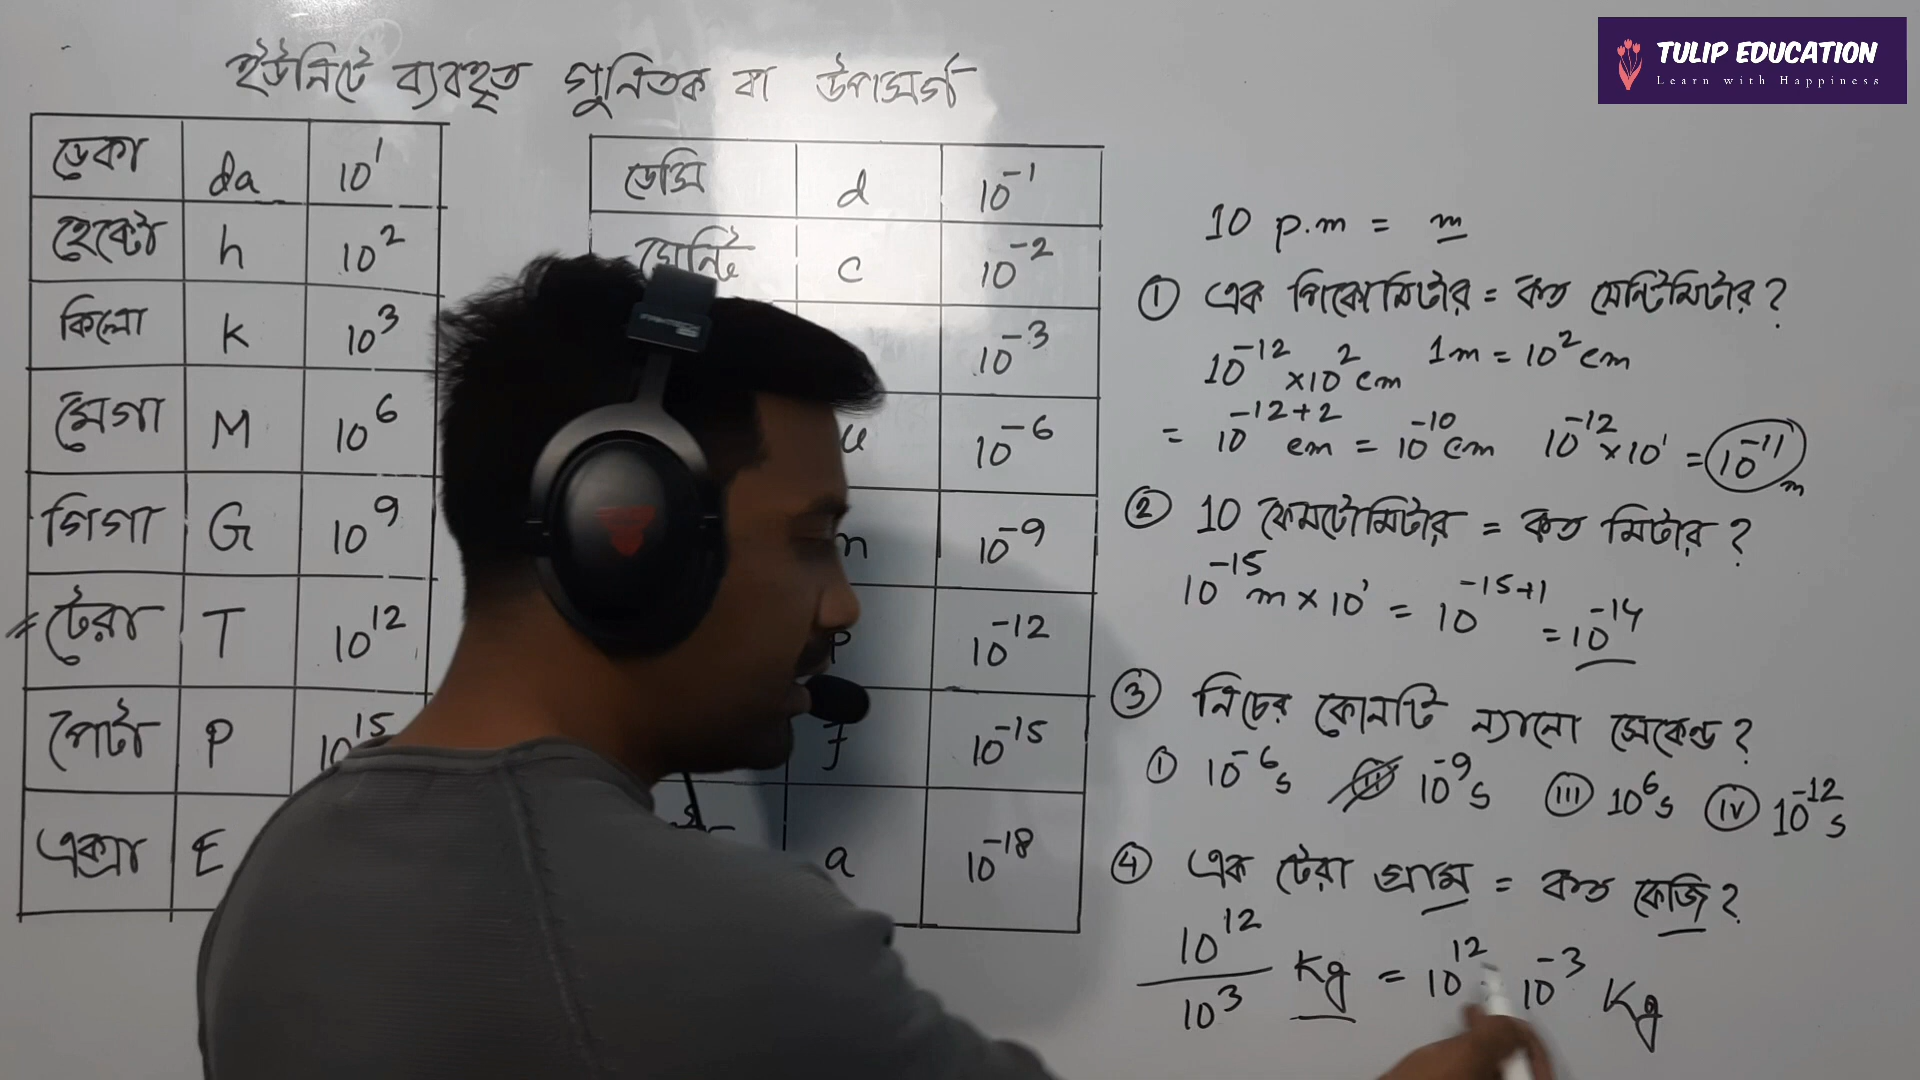 TULIP EDUCATION
Learn with Happiness
ইউনিটে ব্যবহৃত গুনিতক বা উপসর্গ
ডেকা da 10¹
হেক্টো h 10²
কিলো k 10³
মেগা M 10⁶
গিগা G 10⁹
টেরা T 10¹²
পেটা P 10¹⁵
এক্সা E
ডেসি d 10⁻¹
সেন্টি c 10⁻²
10⁻³
10⁻⁶
n 10⁻⁹
p 10⁻¹²
f 10⁻¹⁵
a 10⁻¹⁸
10 p.m = m
① এক পিকোমিটার = কত সেন্টিমিটার ?
10⁻¹² ×10² cm 1m = 10² cm
= 10⁻¹²⁺² cm = 10⁻¹⁰ cm 10⁻¹² ×10¹ = 10⁻¹¹ m
② 10 ফেমটোমিটার = কত মিটার ?
10⁻¹⁵ m × 10¹ = 10⁻¹⁵⁺¹
= 10⁻¹⁴
③ নিচের কোনটি ন্যানো সেকেন্ড ?
① 10⁻⁶ s ⑪ 10⁻⁹ s ⑪⑪ 10⁶ s ⓘⓥ 10⁻¹² s
④ এক টেরা গ্রাম = কত কেজি ?
10¹² / 10³ Kg = 10¹² · 10⁻³ Kg